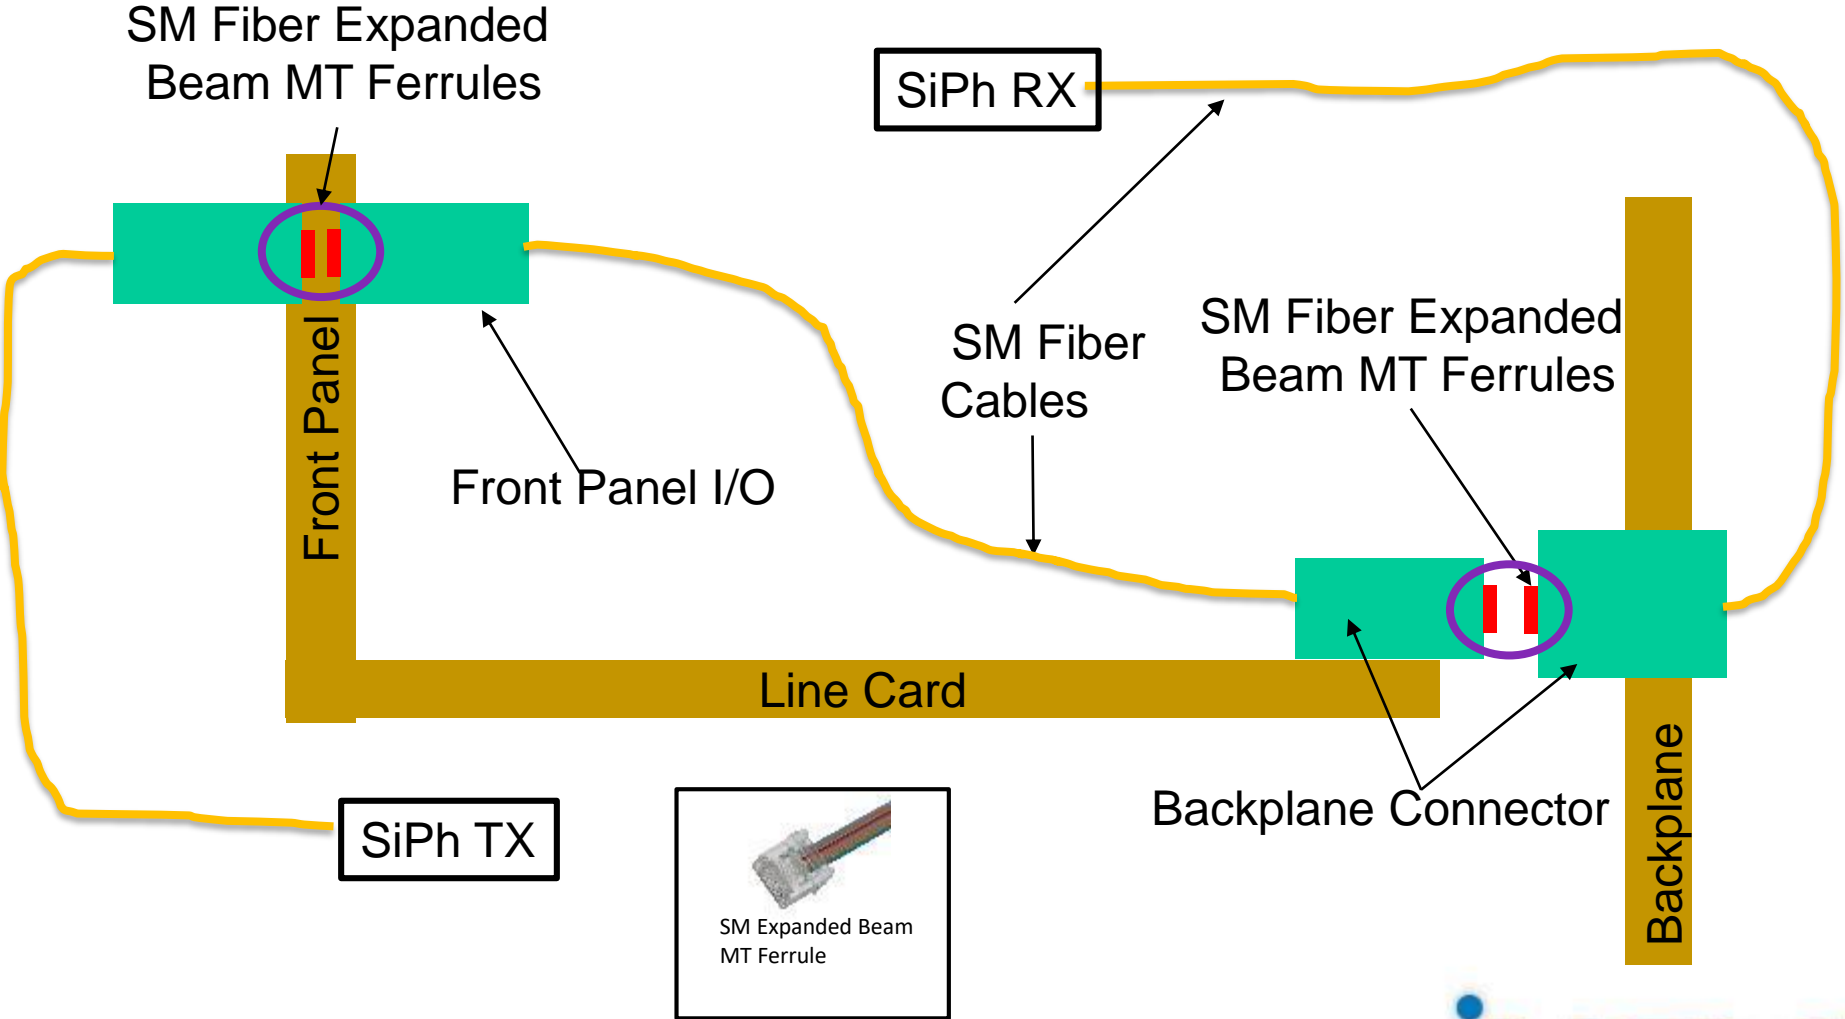 SM Fiber Expanded
Beam MT Ferrules
SiPh RX
Front Panel
Front Panel I/O
SM Fiber
Cables
SM Fiber Expanded
Beam MT Ferrules
Line Card
Backplane Connector
Backplane
SiPh TX
SM Expanded Beam
MT Ferrule